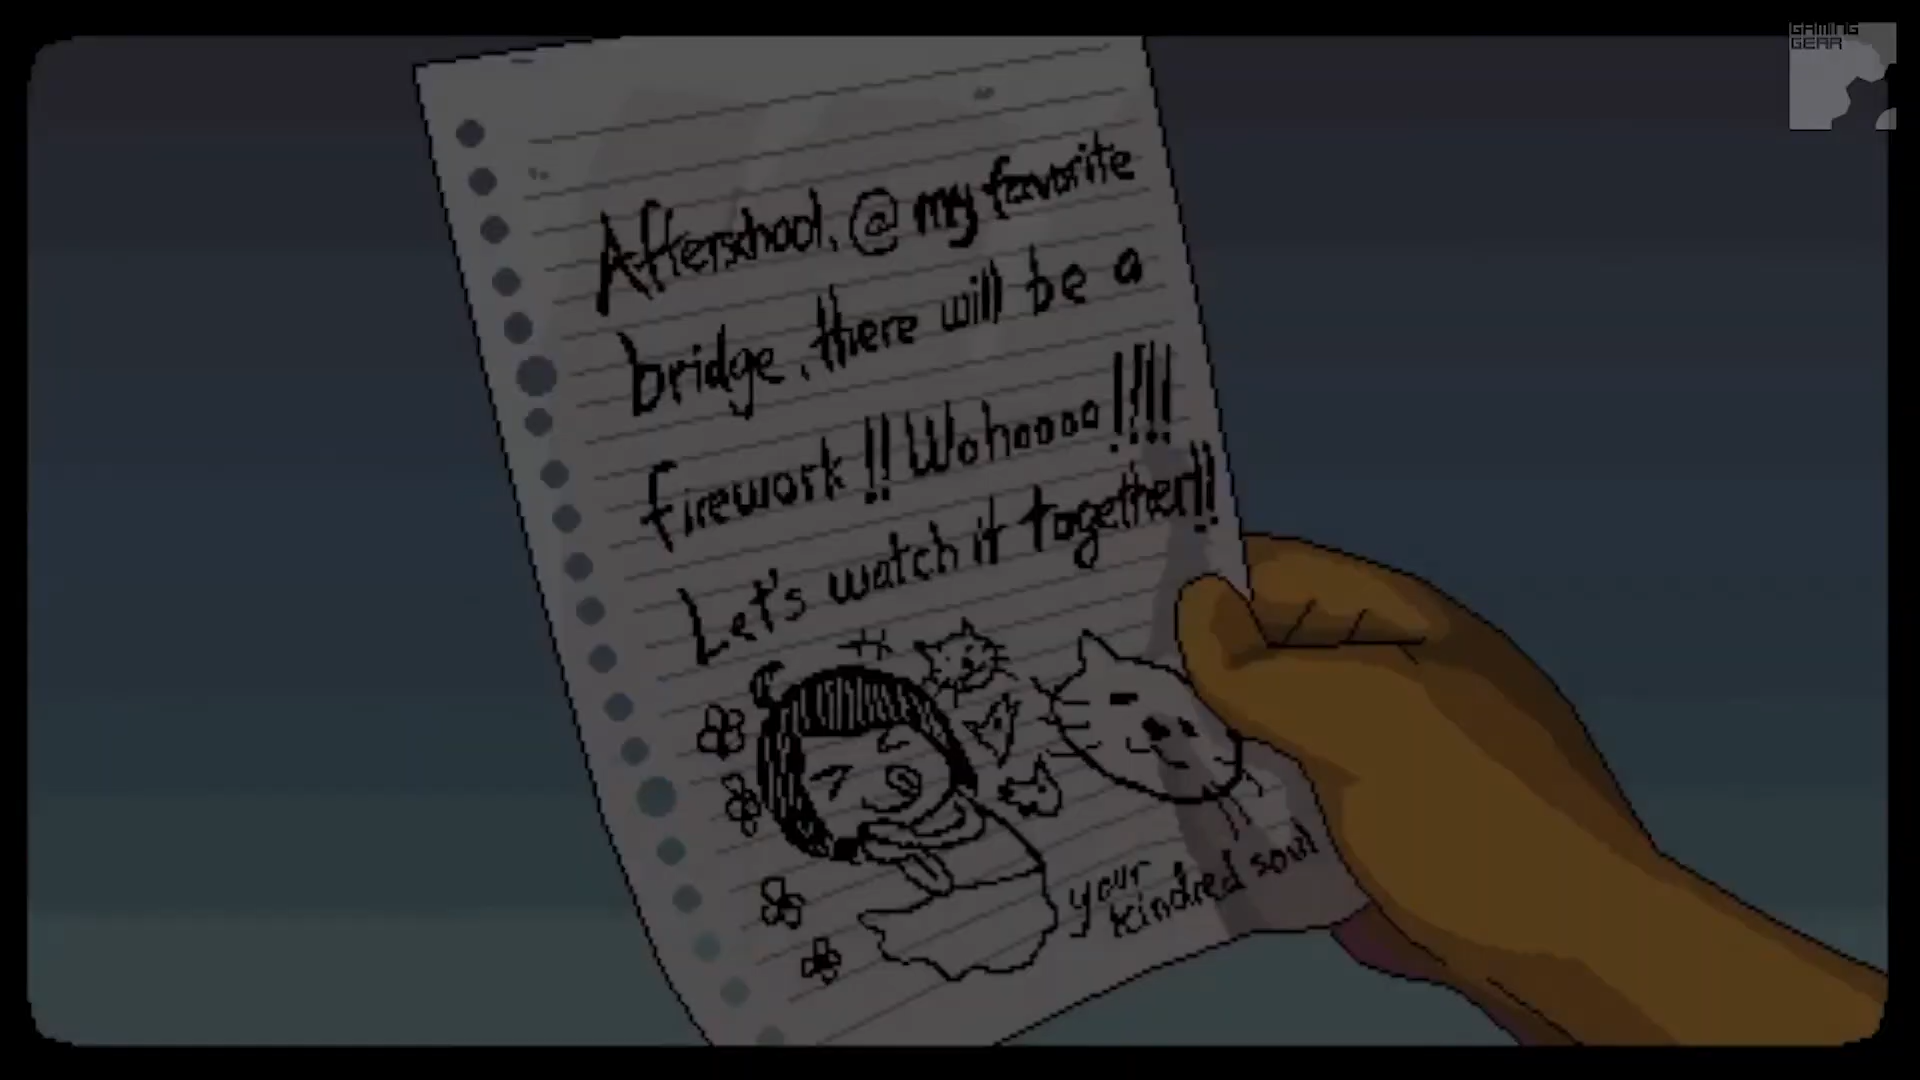 GAMING
GEAR
Afterschool, @ my favorite
bridge, there will be a
firework !! Wohoooo !!!!
Let's watch it together!!
your
kindred soul